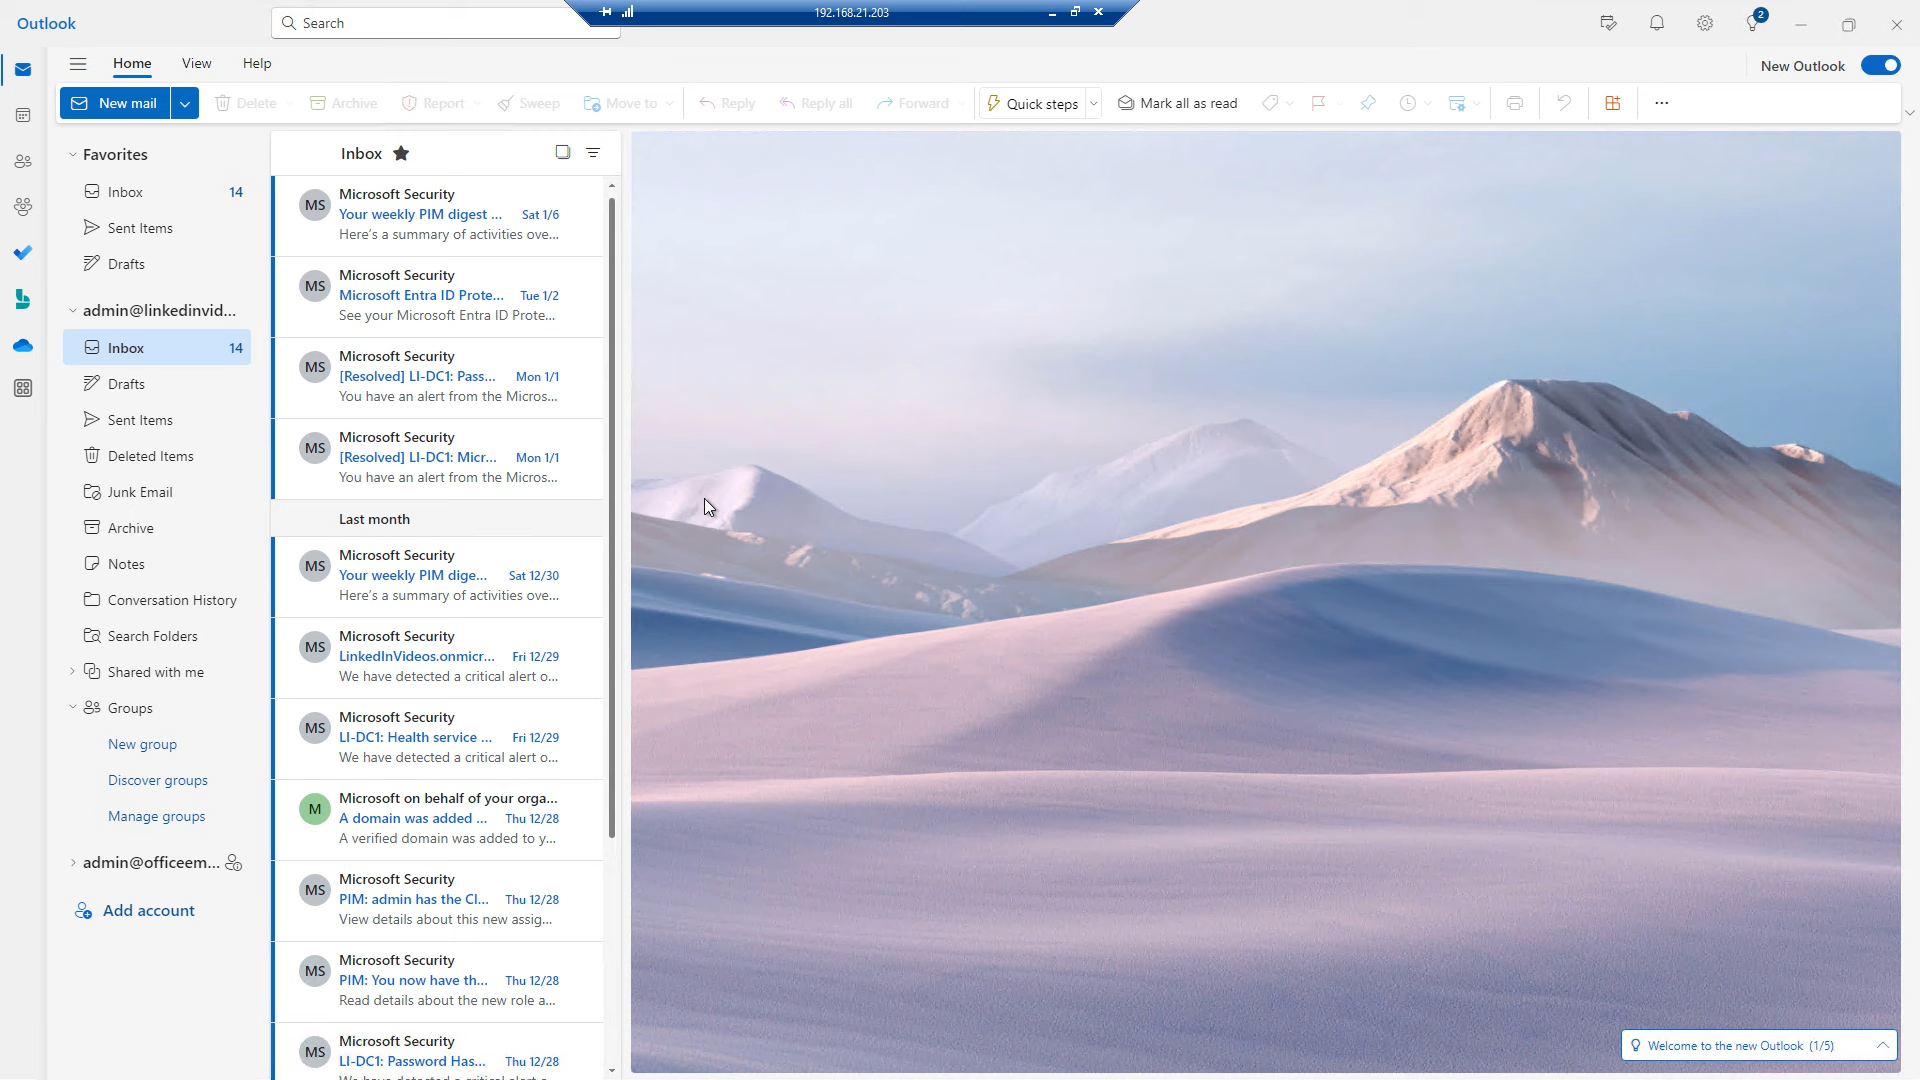 Outlook
Search
192.168.21.203
2
Home
View
Help
New Outlook
New mail
Delete
Archive
Report
Sweep
Move to
Reply
Reply all
Forward
Quick steps
Mark all as read
Favorites
Inbox 14
Sent Items
Drafts
admin@linkedinvid...
Inbox 14
Drafts
Sent Items
Deleted Items
Junk Email
Archive
Notes
Conversation History
Search Folders
Shared with me
Groups
New group
Discover groups
Manage groups
admin@officeem...
Add account
Inbox
MS
Microsoft Security
Your weekly PIM digest ... Sat 1/6
Here's a summary of activities ove...
MS
Microsoft Security
Microsoft Entra ID Prote... Tue 1/2
See your Microsoft Entra ID Prote...
MS
Microsoft Security
[Resolved] LI-DC1: Pass... Mon 1/1
You have an alert from the Micros...
MS
Microsoft Security
[Resolved] LI-DC1: Micr... Mon 1/1
You have an alert from the Micros...
Last month
MS
Microsoft Security
Your weekly PIM dige... Sat 12/30
Here's a summary of activities ove...
MS
Microsoft Security
LinkedInVideos.onmicr... Fri 12/29
We have detected a critical alert o...
MS
Microsoft Security
LI-DC1: Health service ... Fri 12/29
We have detected a critical alert o...
M
Microsoft on behalf of your orga...
A domain was added ... Thu 12/28
A verified domain was added to y...
MS
Microsoft Security
PIM: admin has the Cl... Thu 12/28
View details about this new assig...
MS
Microsoft Security
PIM: You now have th... Thu 12/28
Read details about the new role a...
MS
Microsoft Security
LI-DC1: Password Has... Thu 12/28
We have detected a critical alert o
Welcome to the new Outlook (1/5)